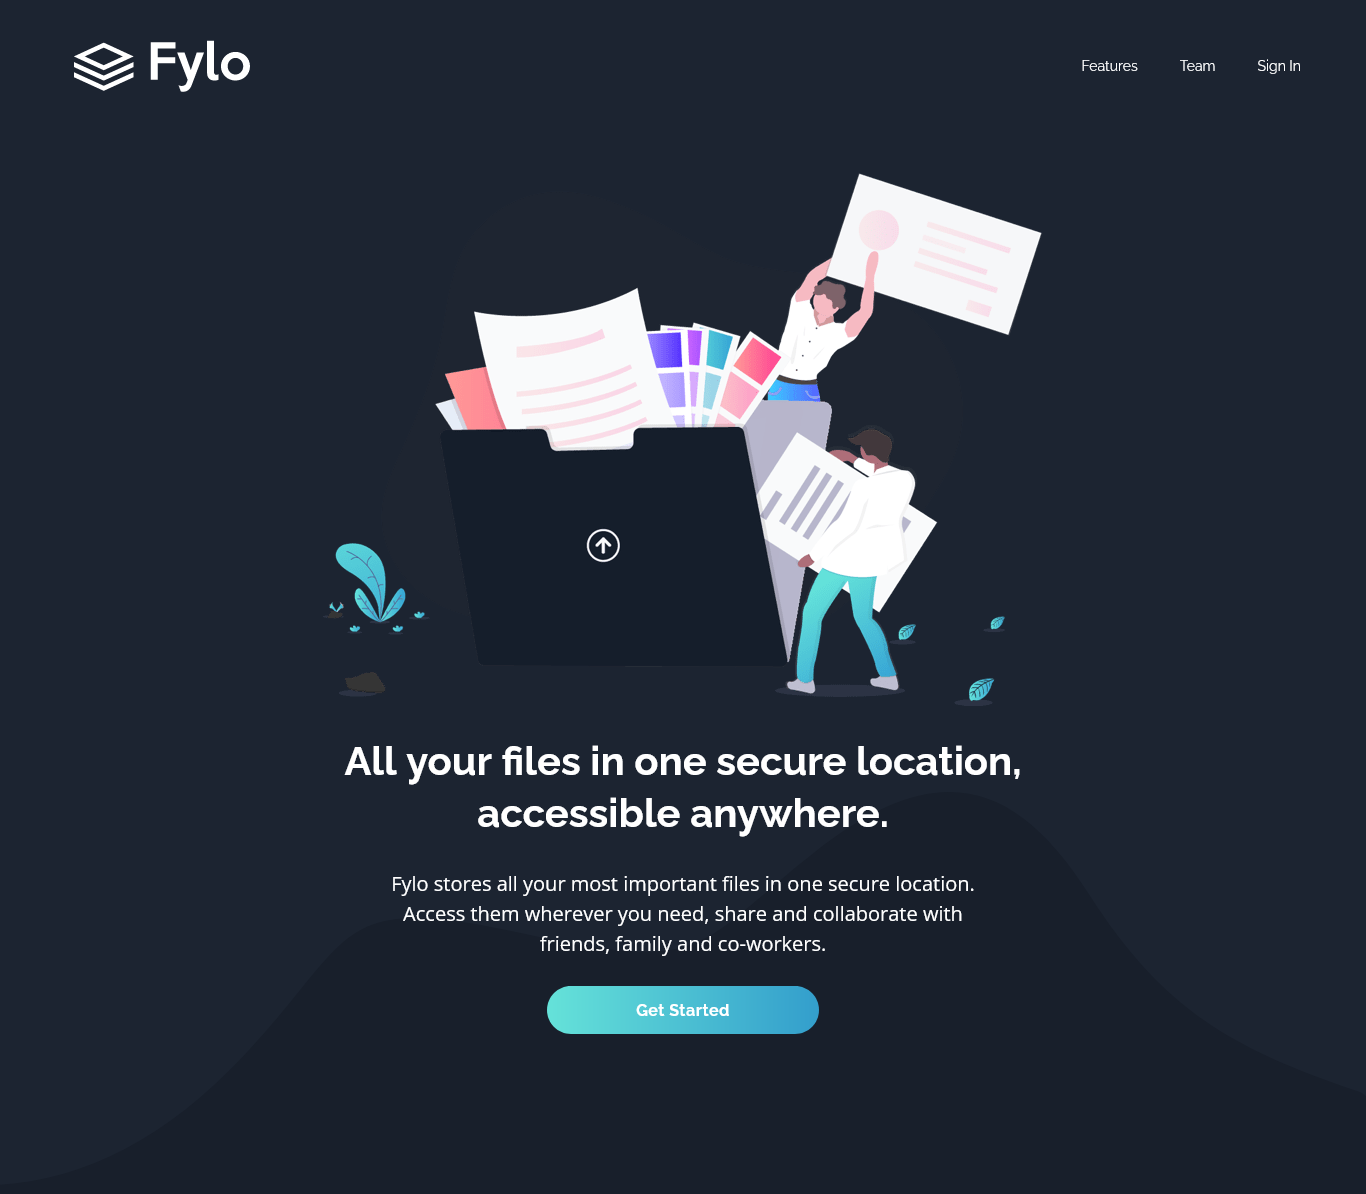 Fylo
Features
Team
Sign In
All your files in one secure location,
accessible anywhere.
Fylo stores all your most important files in one secure location.
Access them wherever you need, share and collaborate with
friends, family and co-workers.
Get Started